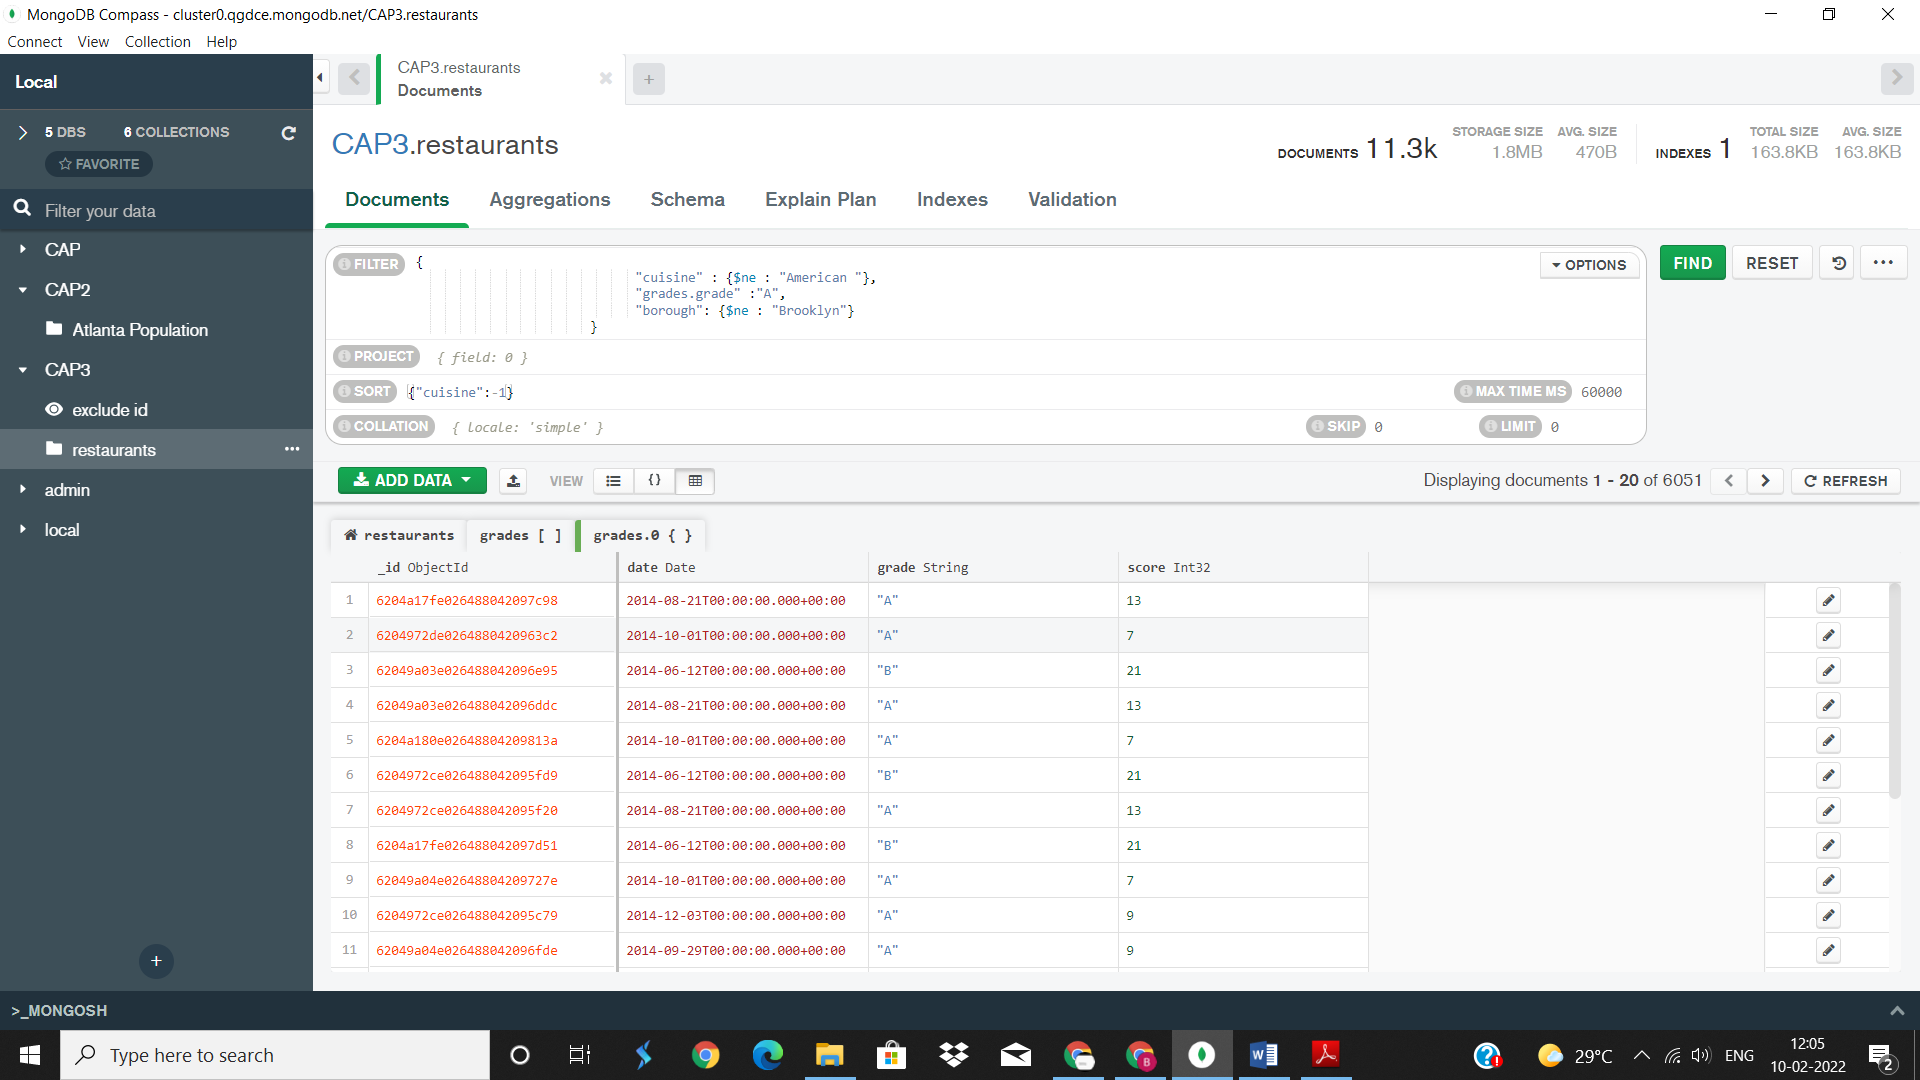 MongoDB Compass - cluster0.qgdce.mongodb.net/CAP3.restaurants
Connect View Collection Help
Local
5 DBS 6 COLLECTIONS
FAVORITE
Filter your data
CAP
CAP2
Atlanta Population
CAP3
exclude id
restaurants
admin
local
CAP3.restaurants
Documents
CAP3.restaurants
DOCUMENTS 11.3k STORAGE SIZE 1.8MB AVG. SIZE 470B INDEXES 1 TOTAL SIZE 163.8KB AVG. SIZE 163.8KB
Documents Aggregations Schema Explain Plan Indexes Validation
FILTER {
"cuisine" : {$ne : "American "},
"grades.grade" :"A",
"borough": {$ne : "Brooklyn"}
}
OPTIONS FIND RESET ...
PROJECT { field: 0 }
SORT {"cuisine":-1} MAX TIME MS 60000
COLLATION { locale: 'simple' } SKIP 0 LIMIT 0
ADD DATA VIEW {} Displaying documents 1 - 20 of 6051 REFRESH
restaurants grades [ ] grades.0 { }
_id ObjectId date Date grade String score Int32
1 6204a17fe026488042097c98 2014-08-21T00:00:00.000+00:00 "A" 13
2 6204972de0264880420963c2 2014-10-01T00:00:00.000+00:00 "A" 7
3 62049a03e026488042096e95 2014-06-12T00:00:00.000+00:00 "B" 21
4 62049a03e026488042096ddc 2014-08-21T00:00:00.000+00:00 "A" 13
5 6204a180e02648804209813a 2014-10-01T00:00:00.000+00:00 "A" 7
6 6204972ce026488042095fd9 2014-06-12T00:00:00.000+00:00 "B" 21
7 6204972ce026488042095f20 2014-08-21T00:00:00.000+00:00 "A" 13
8 6204a17fe026488042097d51 2014-06-12T00:00:00.000+00:00 "B" 21
9 62049a04e02648804209727e 2014-10-01T00:00:00.000+00:00 "A" 7
10 6204972ce026488042095c79 2014-12-03T00:00:00.000+00:00 "A" 9
11 62049a04e026488042096fde 2014-09-29T00:00:00.000+00:00 "A" 9
>_MONGOSH
Type here to search
29°C ENG
12:05
10-02-2022
2